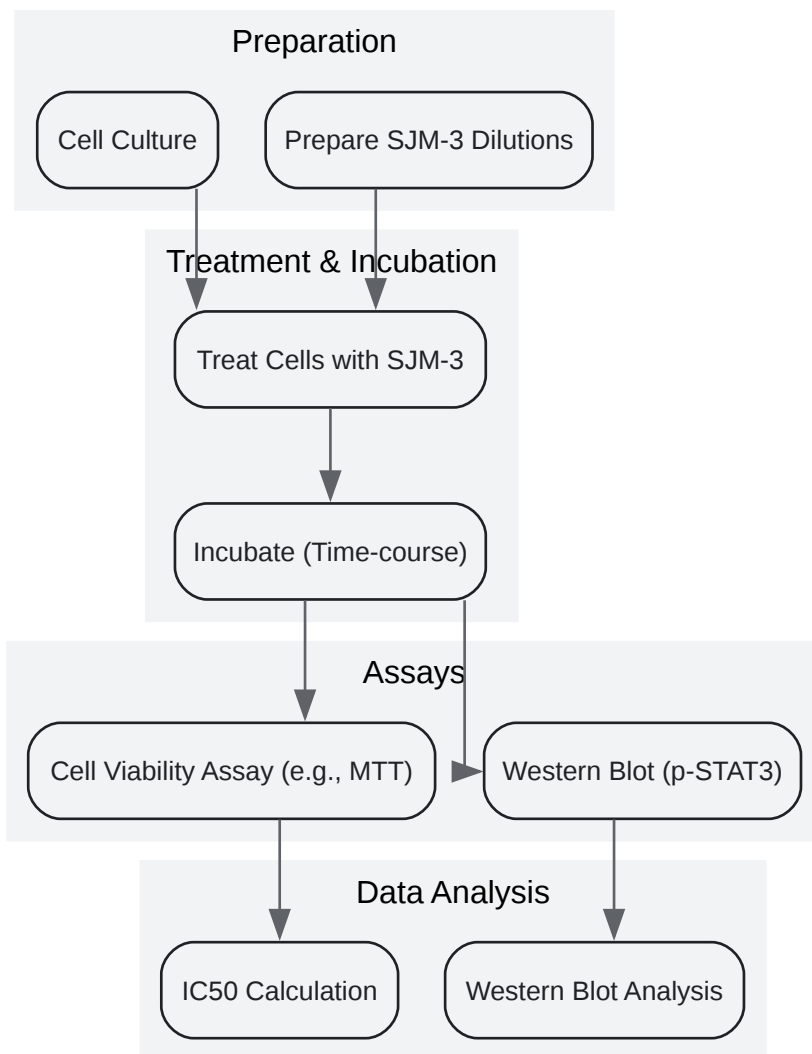 Preparation
Cell Culture
Prepare SJM-3 Dilutions
Treatment & Incubation
Treat Cells with SJM-3
Incubate (Time-course)
Assays
Cell Viability Assay (e.g., MTT)
Western Blot (p-STAT3)
Data Analysis
IC50 Calculation
Western Blot Analysis